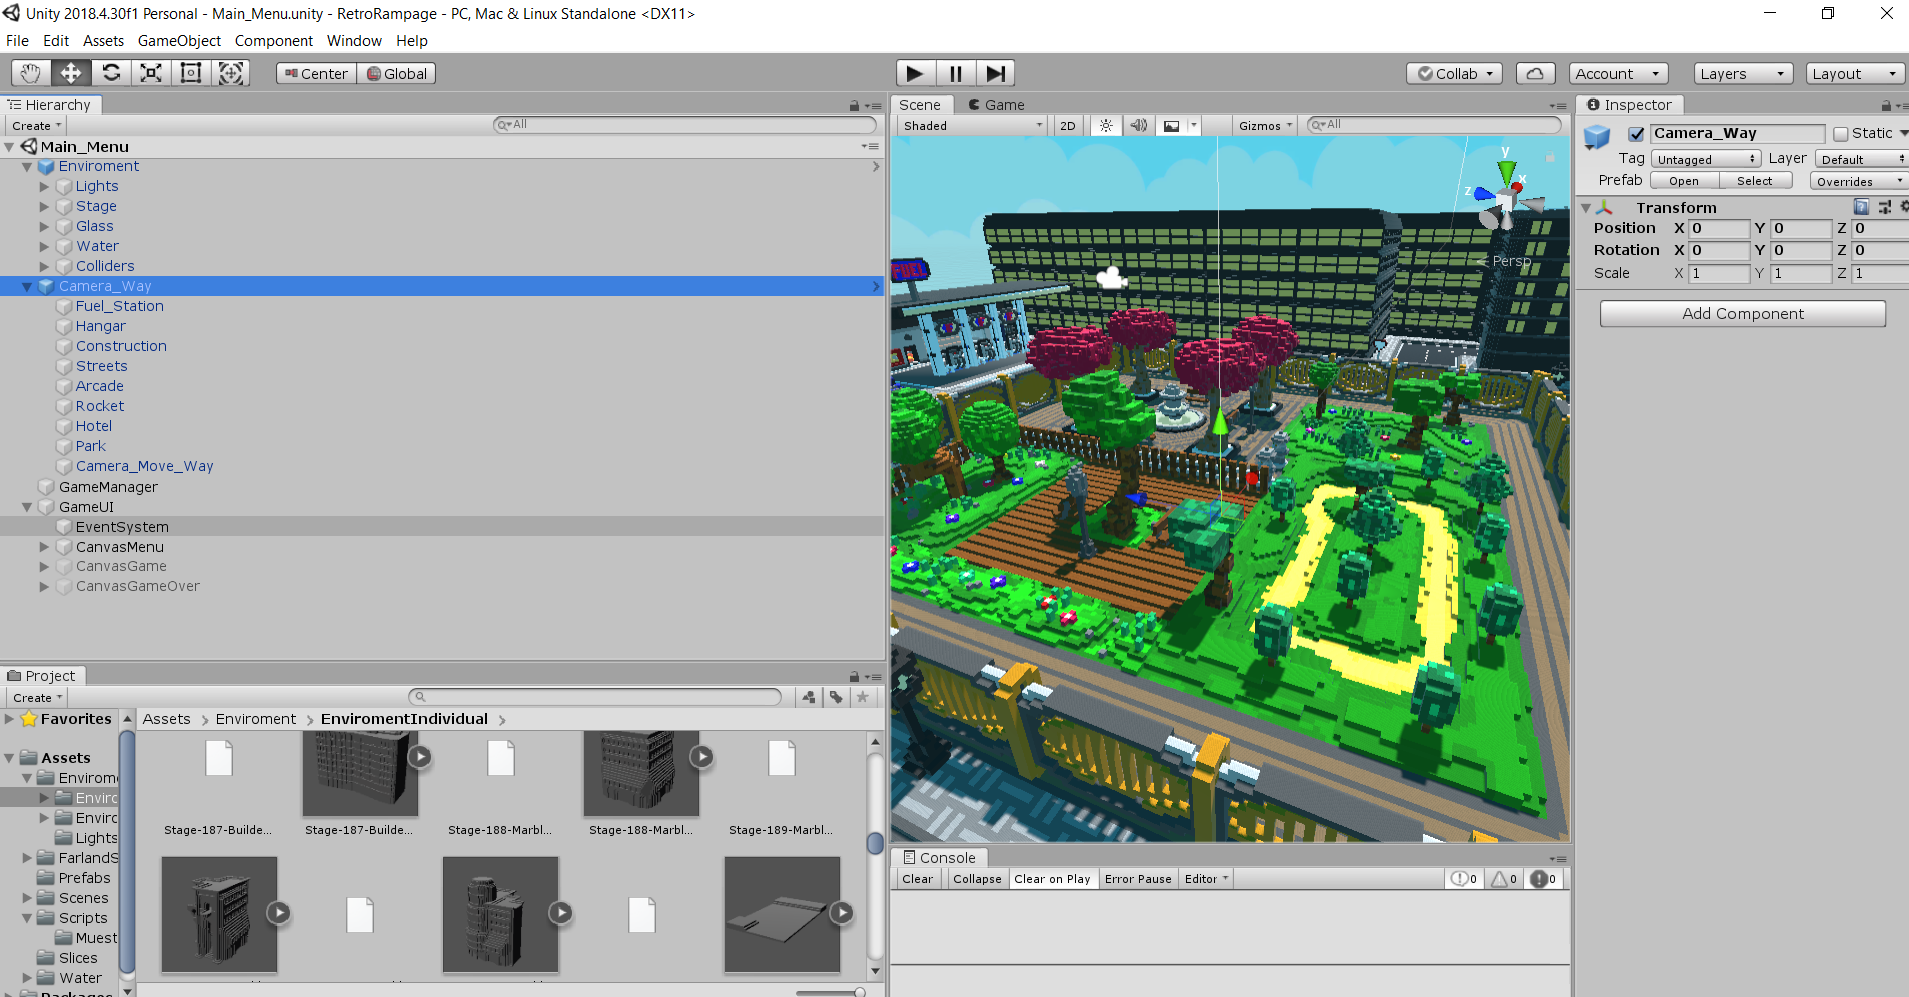 Unity 2018.4.30f1 Personal - Main_Menu.unity - RetroRampage - PC, Mac & Linux Standalone <DX11>
File Edit Assets GameObject Component Window Help
Center Global
Collab Account Layers Layout
Hierarchy
Create All
Main_Menu
Enviroment
Lights
Stage
Glass
Water
Colliders
Camera_Way
Fuel_Station
Hangar
Construction
Streets
Arcade
Rocket
Hotel
Park
Camera_Move_Way
GameManager
GameUI
EventSystem
CanvasMenu
CanvasGame
CanvasGameOver
Scene Game
Shaded 2D Gizmos All
y
x
z
Persp
FUEL
Inspector
Camera_Way Static
Tag Untagged Layer Default
Prefab Open Select Overrides
Transform
Position X 0 Y 0 Z 0
Rotation X 0 Y 0 Z 0
Scale X 1 Y 1 Z 1
Add Component
Project
Create
Favorites
Assets
Envirom
Enviro
Enviro
Lights
FarlandS
Prefabs
Scenes
Scripts
Muest
Slices
Water
Packages
Assets > Enviroment > EnviromentIndividual >
Stage-187-Builde... Stage-187-Builde... Stage-188-Marbl... Stage-188-Marbl... Stage-189-Marbl...
Console
Clear Collapse Clear on Play Error Pause Editor 0 0 0